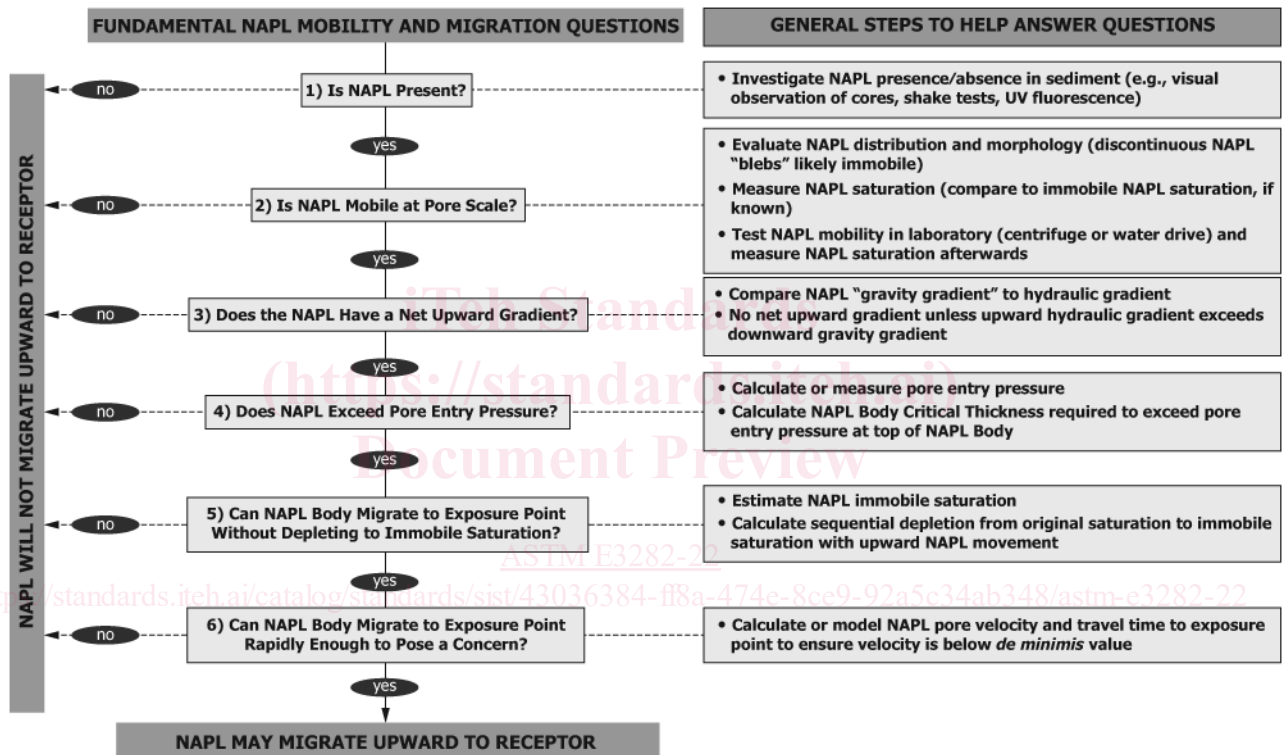 FUNDAMENTAL NAPL MOBILITY AND MIGRATION QUESTIONS
GENERAL STEPS TO HELP ANSWER QUESTIONS
NAPL WILL NOT MIGRATE UPWARD TO RECEPTOR
no
1) Is NAPL Present?
• Investigate NAPL presence/absence in sediment (e.g., visual
observation of cores, shake tests, UV fluorescence)
yes
no
2) Is NAPL Mobile at Pore Scale?
• Evaluate NAPL distribution and morphology (discontinuous NAPL
“blebs” likely immobile)
• Measure NAPL saturation (compare to immobile NAPL saturation, if
known)
• Test NAPL mobility in laboratory (centrifuge or water drive) and
measure NAPL saturation afterwards
yes
iTeh Standards
no
3) Does the NAPL Have a Net Upward Gradient?
• Compare NAPL “gravity gradient” to hydraulic gradient
• No net upward gradient unless upward hydraulic gradient exceeds
downward gravity gradient
yes
(https://standards.iteh.ai)
no
4) Does NAPL Exceed Pore Entry Pressure?
• Calculate or measure pore entry pressure
• Calculate NAPL Body Critical Thickness required to exceed pore
entry pressure at top of NAPL Body
yes
Document Preview
no
5) Can NAPL Body Migrate to Exposure Point
Without Depleting to Immobile Saturation?
• Estimate NAPL immobile saturation
• Calculate sequential depletion from original saturation to immobile
saturation with upward NAPL movement
ASTM E3282-22
yes
/standards.iteh.ai/catalog/standards/sist/43036384-ff8a-474e-8ce9-92a5c34ab348/astm-e3282-22
no
6) Can NAPL Body Migrate to Exposure Point
Rapidly Enough to Pose a Concern?
• Calculate or model NAPL pore velocity and travel time to exposure
point to ensure velocity is below de minimis value
yes
NAPL MAY MIGRATE UPWARD TO RECEPTOR